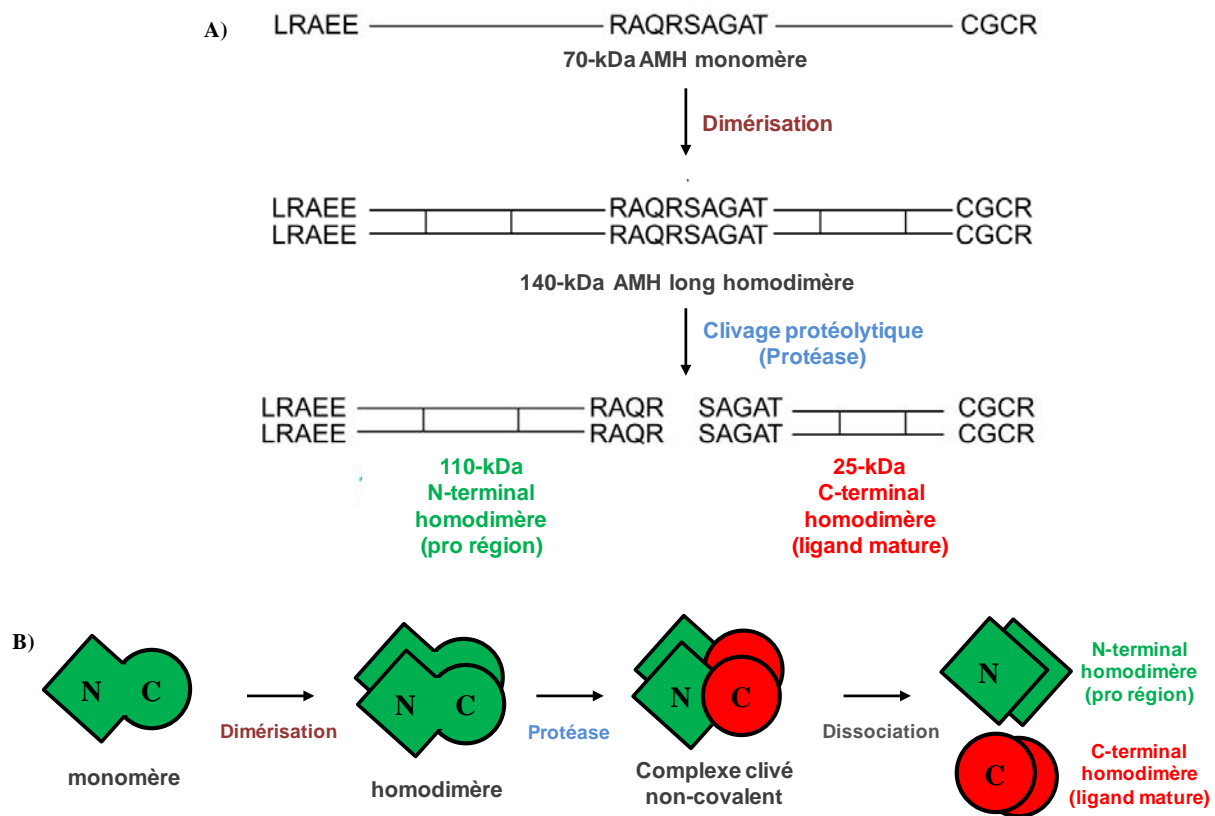 A)
LRAEE RAQRSAGAT CGCR
70-kDa AMH monomère
Dimérisation
LRAEE RAQRSAGAT CGCR
LRAEE RAQRSAGAT CGCR
140-kDa AMH long homodimère
Clivage protéolytique
(Protéase)
LRAEE RAQR SAGAT CGCR
LRAEE RAQR SAGAT CGCR
110-kDa
N-terminal
homodimère
(pro région)
25-kDa
C-terminal
homodimère
(ligand mature)
B)
N C
monomère
Dimérisation
N C
homodimère
Protéase
N C
Complexe clivé
non-covalent
Dissociation
N
N-terminal
homodimère
(pro région)
C
C-terminal
homodimère
(ligand mature)